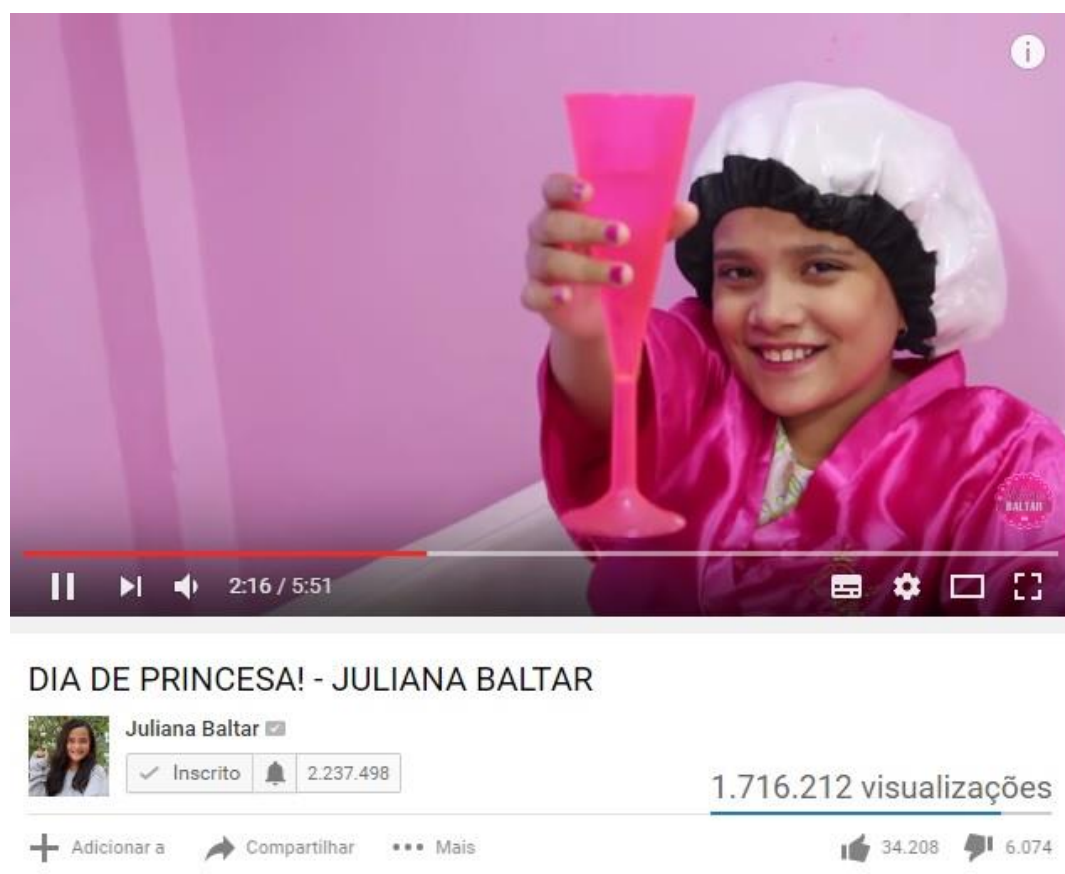 BALTAR
2:16 / 5:51
DIA DE PRINCESA! - JULIANA BALTAR
Juliana Baltar
Inscrito 2.237.498
1.716.212 visualizações
Adicionar a Compartilhar Mais 34.208 6.074